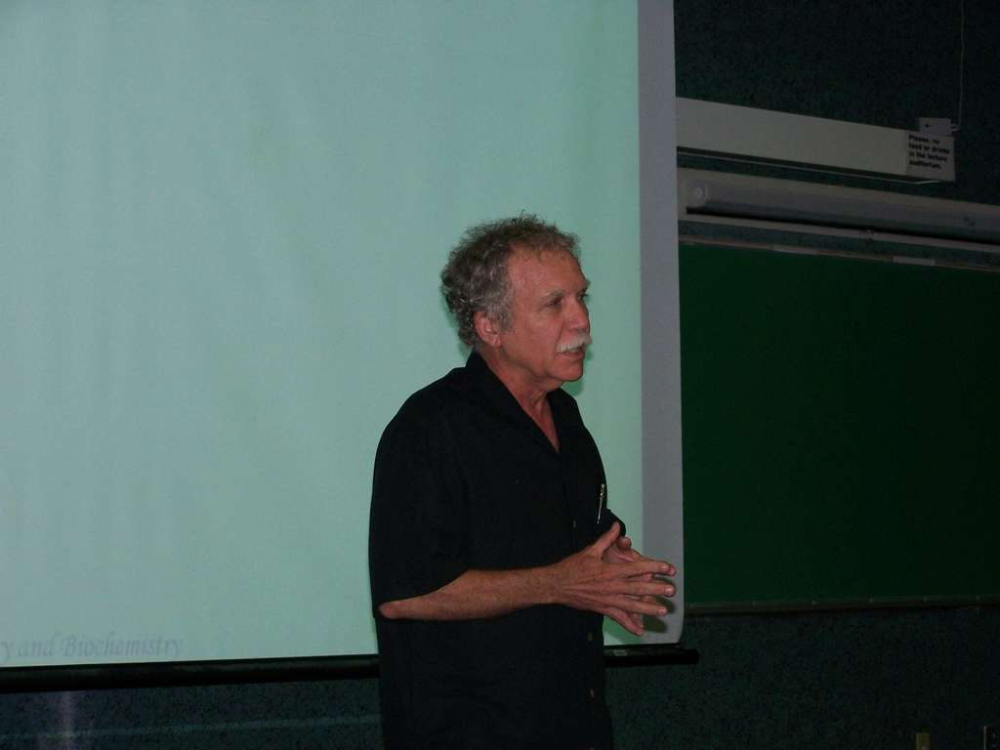 Please, no
food or drinks
in the lecture
auditorium.
y and Biochemistry